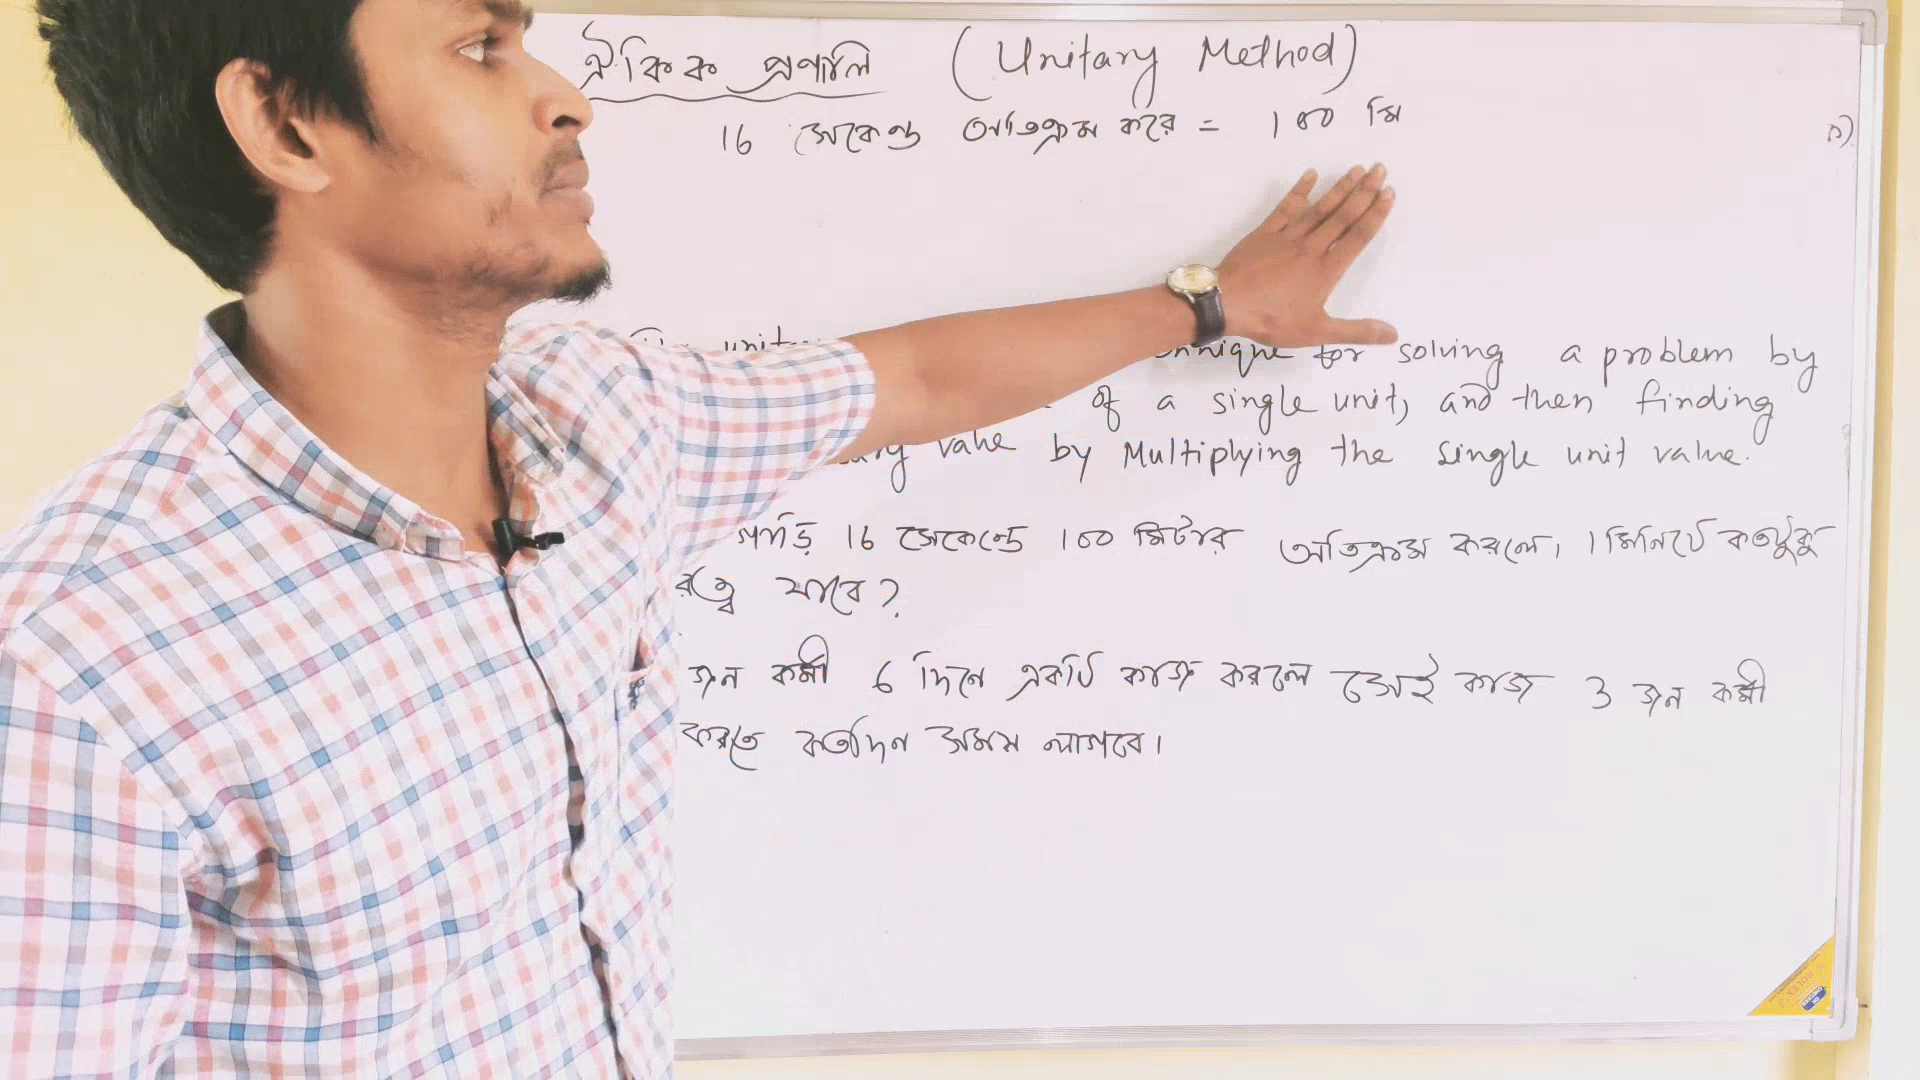 ঐকিক প্রণালি (Unitary Method)
16 সেকেন্ড অতিক্রম করে = 100 মি
unit for solving a problem by
of a single unit, and then finding
value by Multiplying the single unit value.
গাড়ি 16 সেকেন্ডে 100 মিটার অতিক্রম করলে, 1 মিনিটে কতটুকু
যাবে?
জন কর্মী 6 দিনে একটি কাজ করলে সেই কাজ 3 জন কর্মী
করতে কতদিন সময় লাগবে।